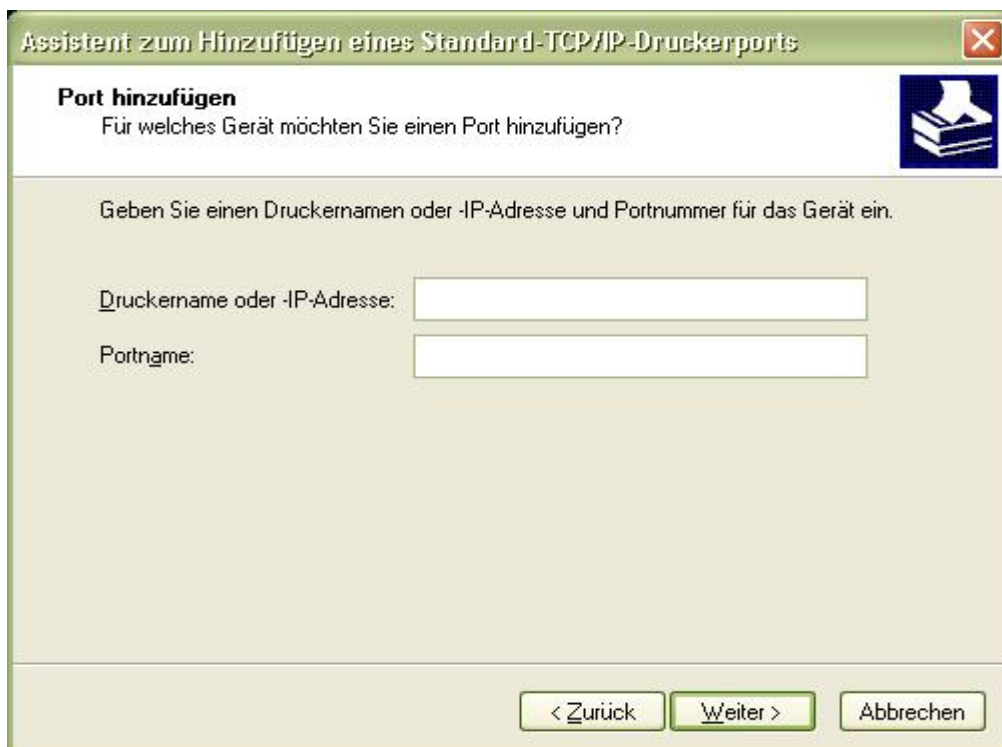 Assistent zum Hinzufügen eines Standard-TCP/IP-Druckerports
Port hinzufügen
Für welches Gerät möchten Sie einen Port hinzufügen?
Geben Sie einen Druckernamen oder -IP-Adresse und Portnummer für das Gerät ein.
Druckername oder -IP-Adresse:
Portname:
< Zurück Weiter > Abbrechen